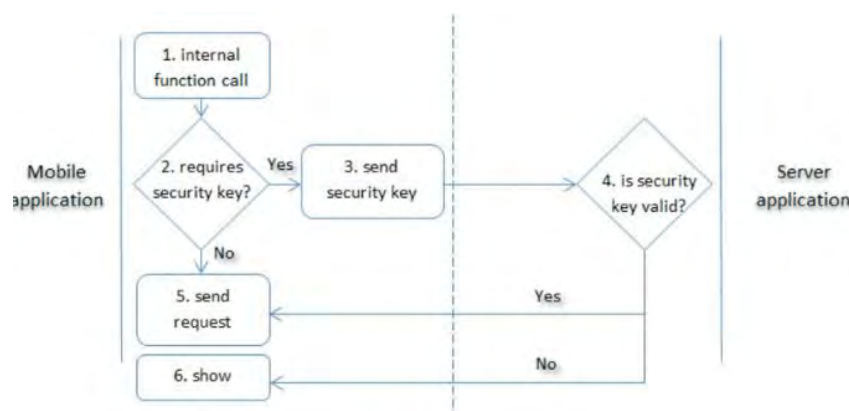 1. internal
function call
Mobile
application
2. requires
security key?
Yes
3. send
security key
4. is security
key valid?
Server
application
No
5. send
request
Yes
6. show
No